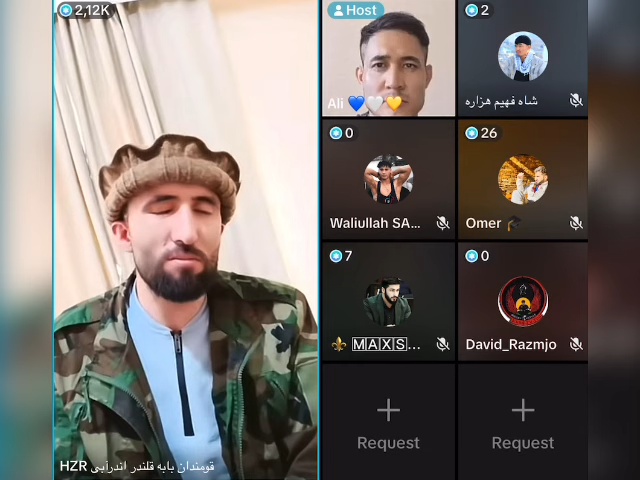 2,12K
HZR قومندان بابه قلندر اندرابی
Host
Ali 💙🤍💛
2
شاه فهیم هزاره
0
Waliullah SA...
26
Omer 🎓
7
⚜️ 🄼🄰🅇🅂...
0
David_Razmjo
Request
Request